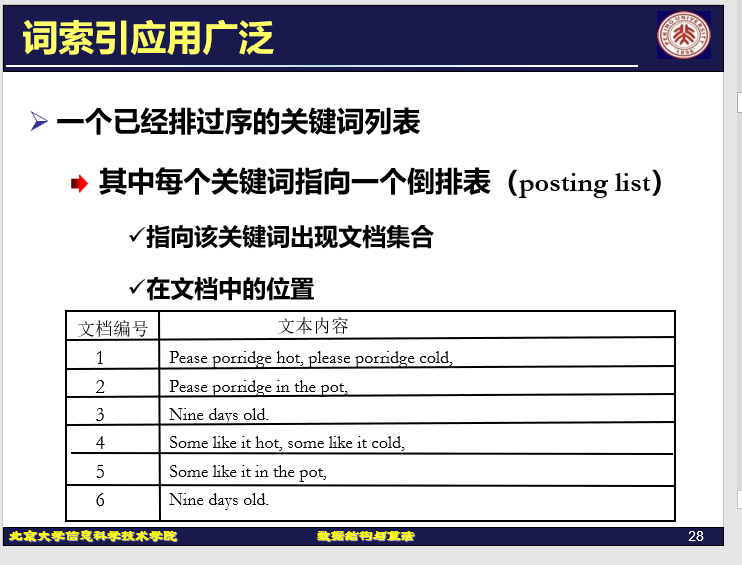 词索引应用广泛
一个已经排过序的关键词列表
其中每个关键词指向一个倒排表（posting list）
✓指向该关键词出现文档集合
✓在文档中的位置
文档编号 文本内容
1 Pease porridge hot, please porridge cold,
2 Pease porridge in the pot,
3 Nine days old.
4 Some like it hot, some like it cold,
5 Some like it in the pot,
6 Nine days old.
北京大学信息科学技术学院 数据结构与算法 28